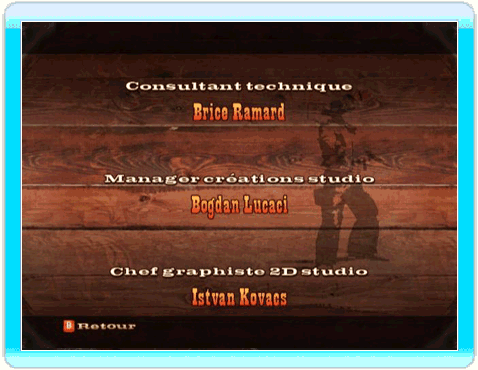 Consultant technique
Brice Ramard
Manager créations studio
Bogdan Lucaci
Chef graphiste 2D studio
Istvan Kovacs
B Retour